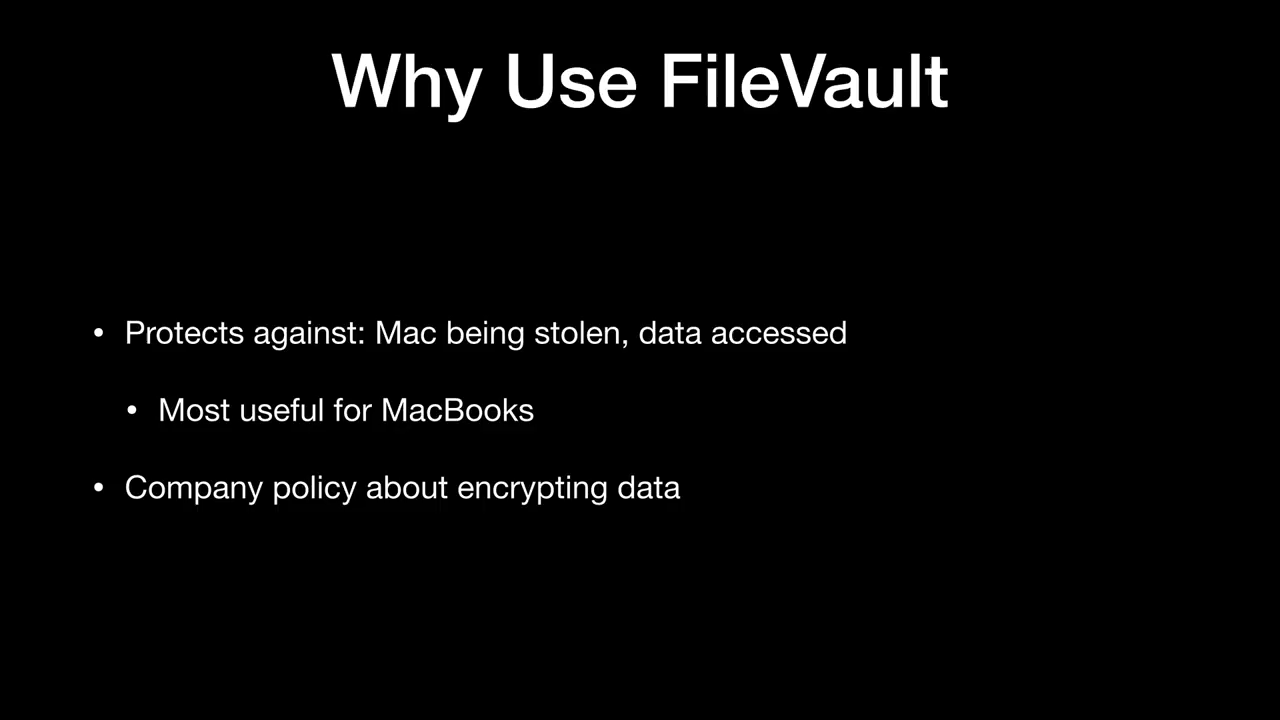 Why Use FileVault
• Protects against: Mac being stolen, data accessed
• Most useful for MacBooks
• Company policy about encrypting data